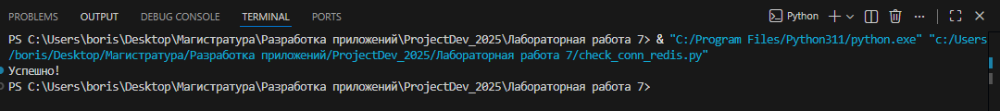 PROBLEMS OUTPUT DEBUG CONSOLE TERMINAL PORTS Python
PS C:\Users\boris\Desktop\Магистратура\Разработка приложений\ProjectDev_2025\Лабораторная работа 7> & "C:/Program Files/Python311/python.exe" "c:/Users
/boris/Desktop/Магистратура/Разработка приложений/ProjectDev_2025/Лабораторная работа 7/check_conn_redis.py"
Успешно!
PS C:\Users\boris\Desktop\Магистратура\Разработка приложений\ProjectDev_2025\Лабораторная работа 7>